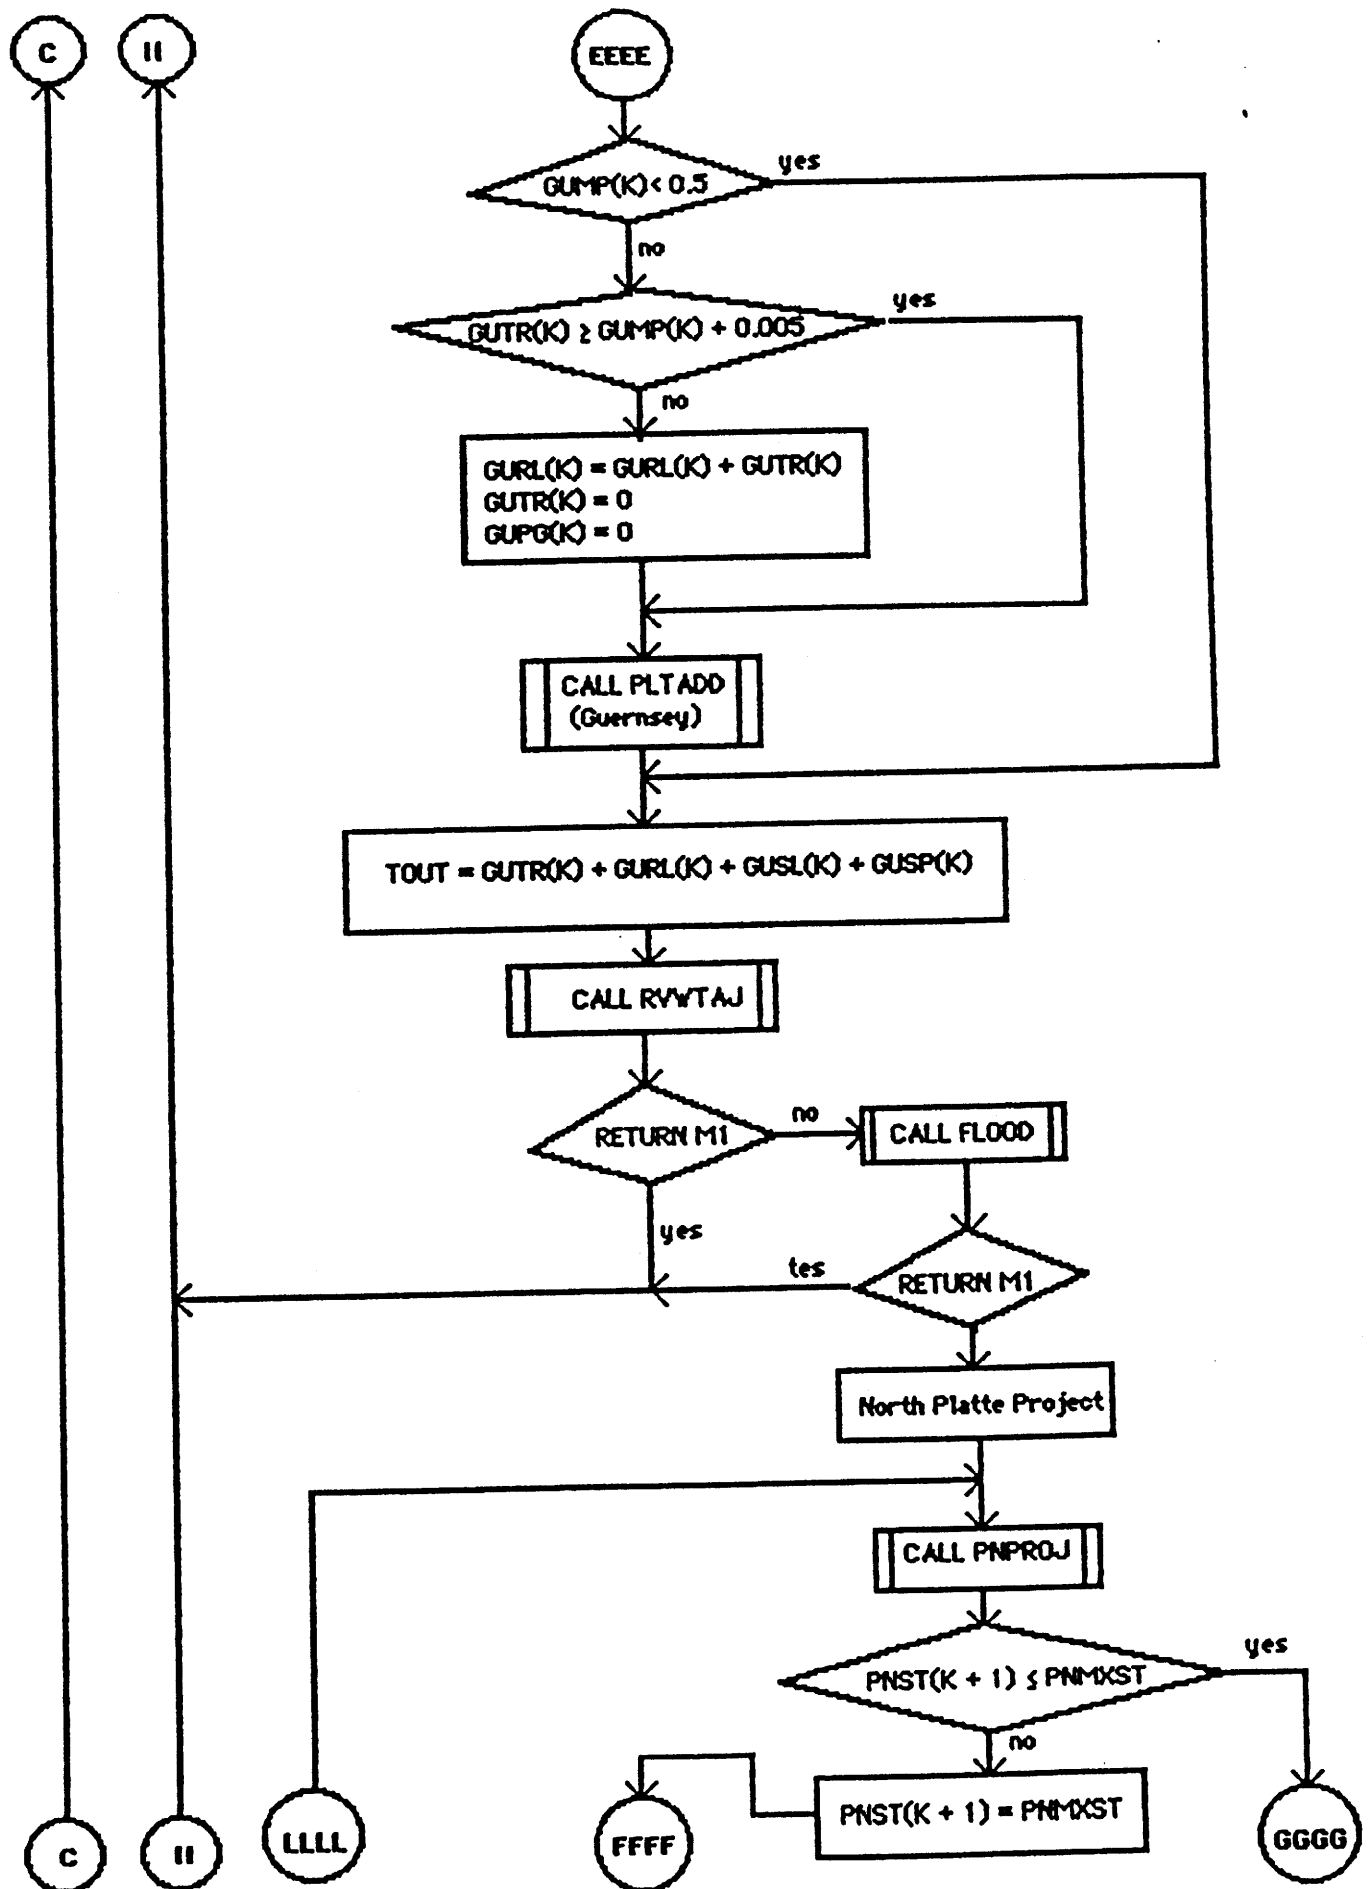 C
II
EEEE
GUMP(K) < 0.5
yes
no
GUTR(K) ≥ GUMP(K) + 0.005
yes
no
GURL(K) = GURL(K) + GUTR(K)
GUTR(K) = 0
GUPG(K) = 0
CALL PLTADD
(Guernsey)
TOUT = GUTR(K) + GURL(K) + GUSL(K) + GUSP(K)
CALL RVWTAJ
RETURN M1
no
CALL FLOOD
yes
tes
RETURN M1
North Platte Project
CALL PNPROJ
PNST(K + 1) ≤ PNMXST
yes
no
PNST(K + 1) = PNMXST
C
II
LLLL
FFFF
GGGG